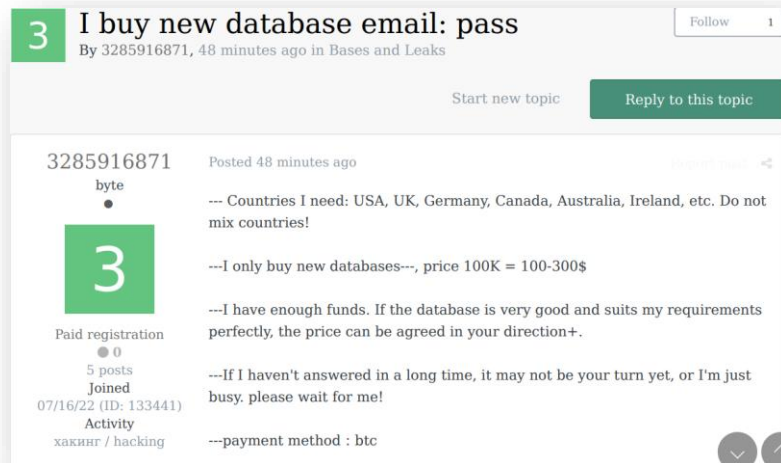 3
I buy new database email: pass
Follow 1
By 3285916871, 48 minutes ago in Bases and Leaks
Start new topic
Reply to this topic
3285916871
byte
3
Paid registration
0
5 posts
Joined
07/16/22 (ID: 133441)
Activity
хакинг / hacking
Posted 48 minutes ago
--- Countries I need: USA, UK, Germany, Canada, Australia, Ireland, etc. Do not
mix countries!
---I only buy new databases---, price 100K = 100-300$
---I have enough funds. If the database is very good and suits my requirements
perfectly, the price can be agreed in your direction+.
---If I haven't answered in a long time, it may not be your turn yet, or I'm just
busy. please wait for me!
---payment method : btc